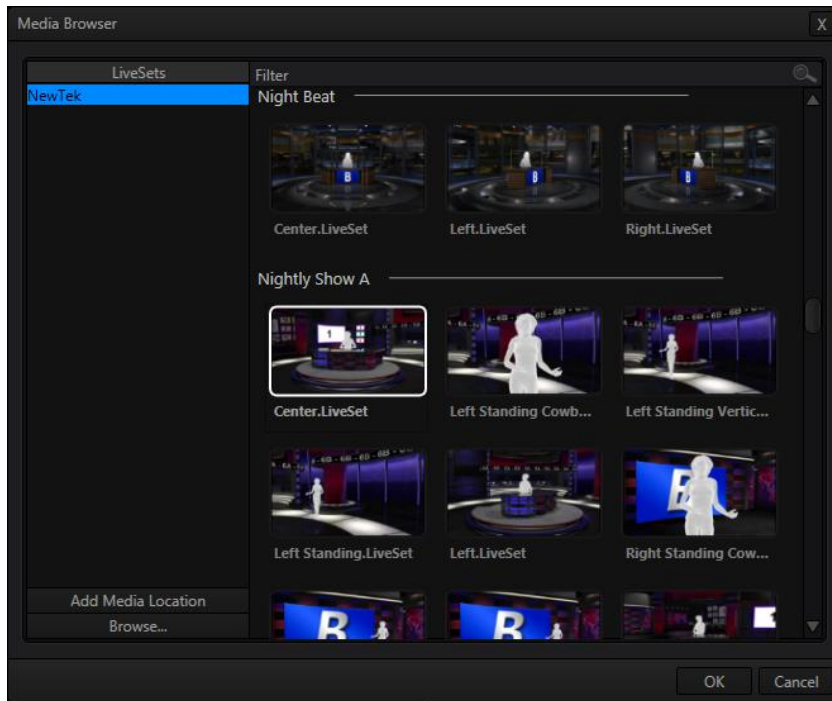 Media Browser X
LiveSets
Filter
NewTek
Night Beat
B B B
Center.LiveSet Left.LiveSet Right.LiveSet
Nightly Show A
1
Center.LiveSet Left Standing Cowb... Left Standing Vertic...
B
Left Standing.LiveSet Left.LiveSet Right Standing Cow...
Add Media Location
Browse...
B B
OK Cancel